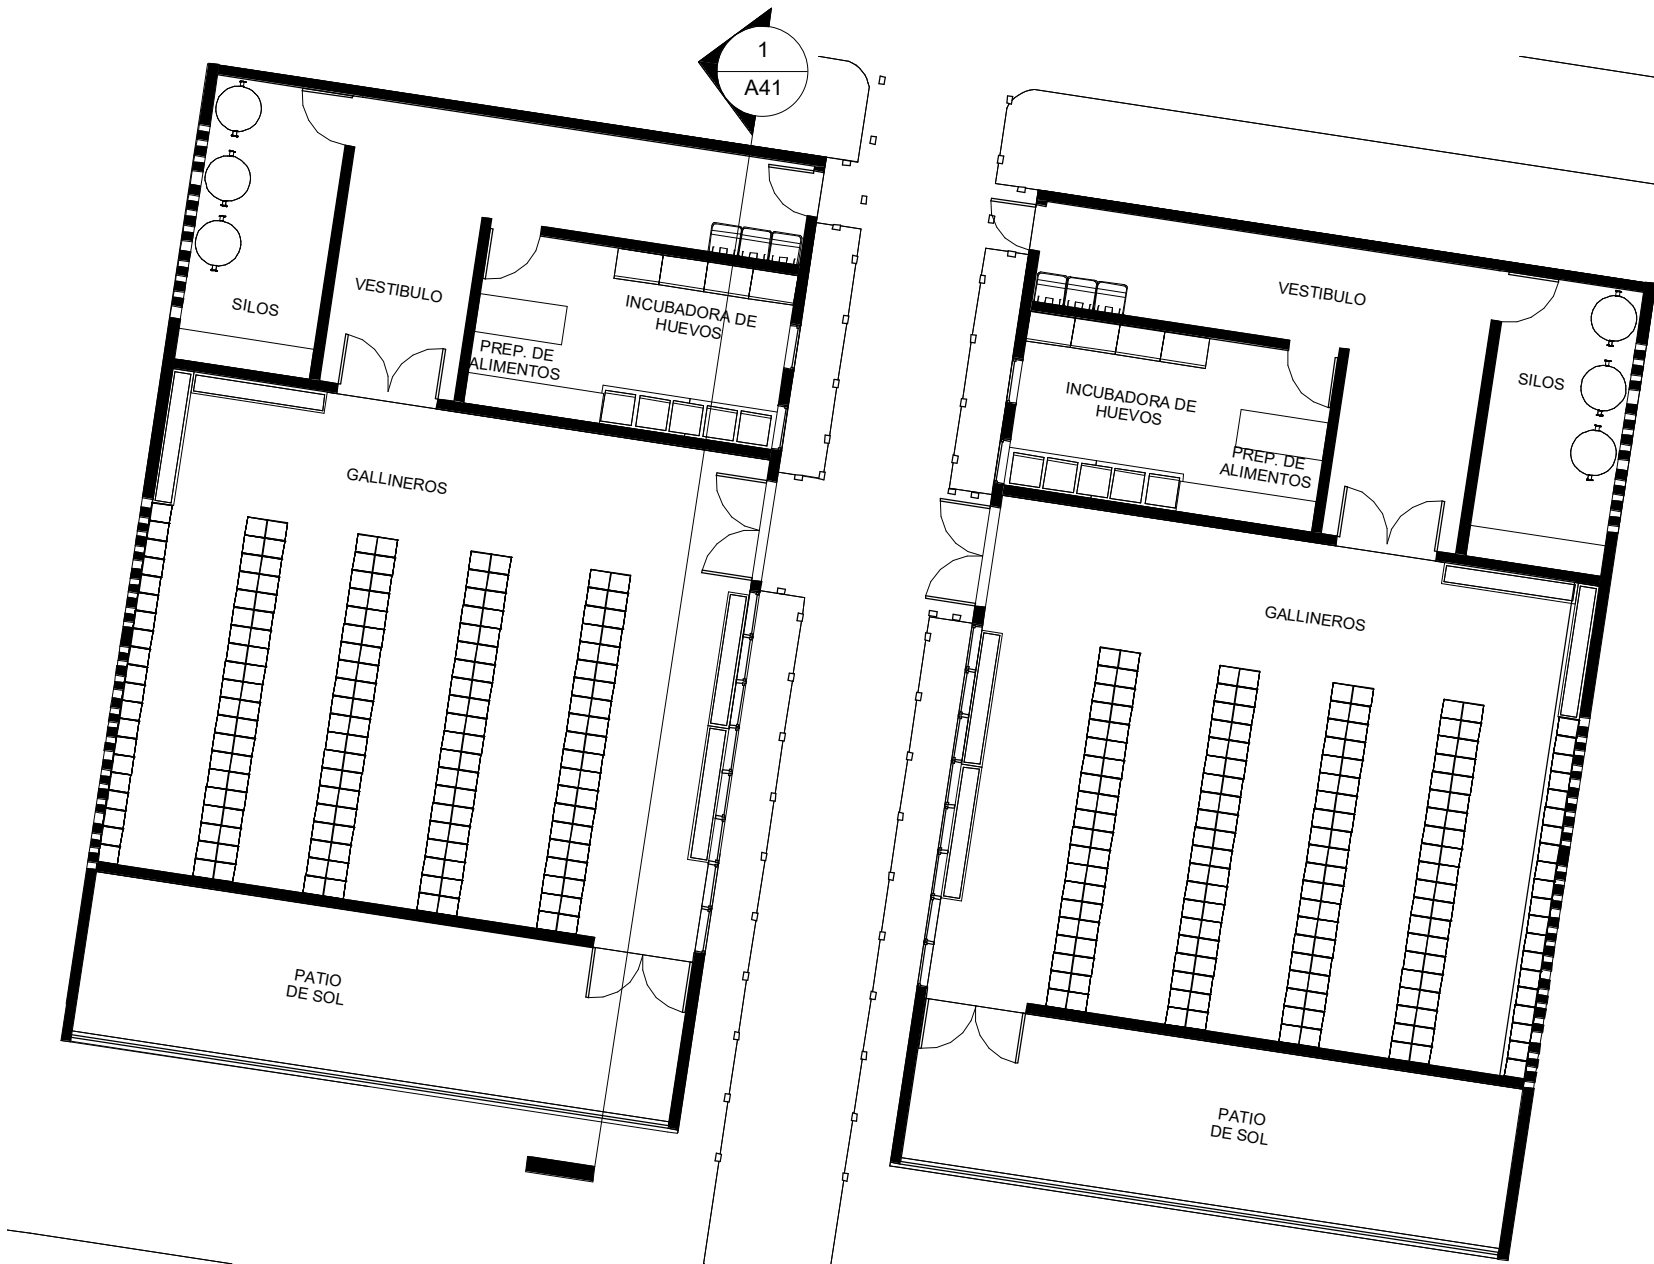 1
A41
SILOS
VESTIBULO
INCUBADORA DE
HUEVOS
PREP. DE
ALIMENTOS
GALLINEROS
PATIO
DE SOL
VESTIBULO
SILOS
INCUBADORA DE
HUEVOS
PREP. DE
ALIMENTOS
GALLINEROS
PATIO
DE SOL